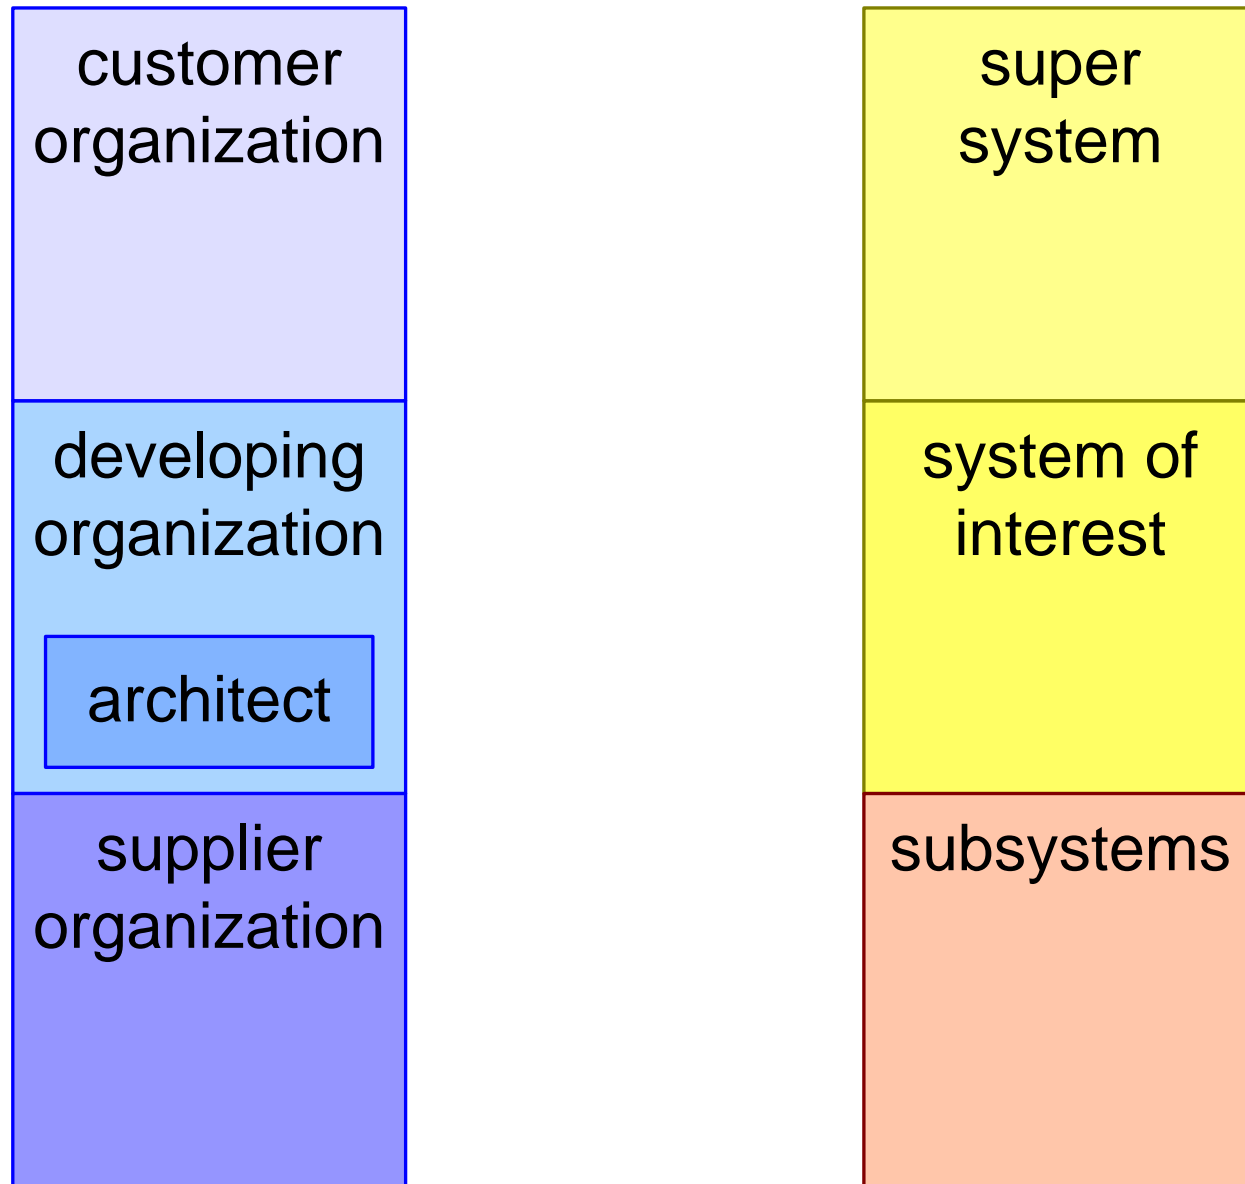 customer
organization
developing
organization
architect
supplier
organization
super
system
system of
interest
subsystems